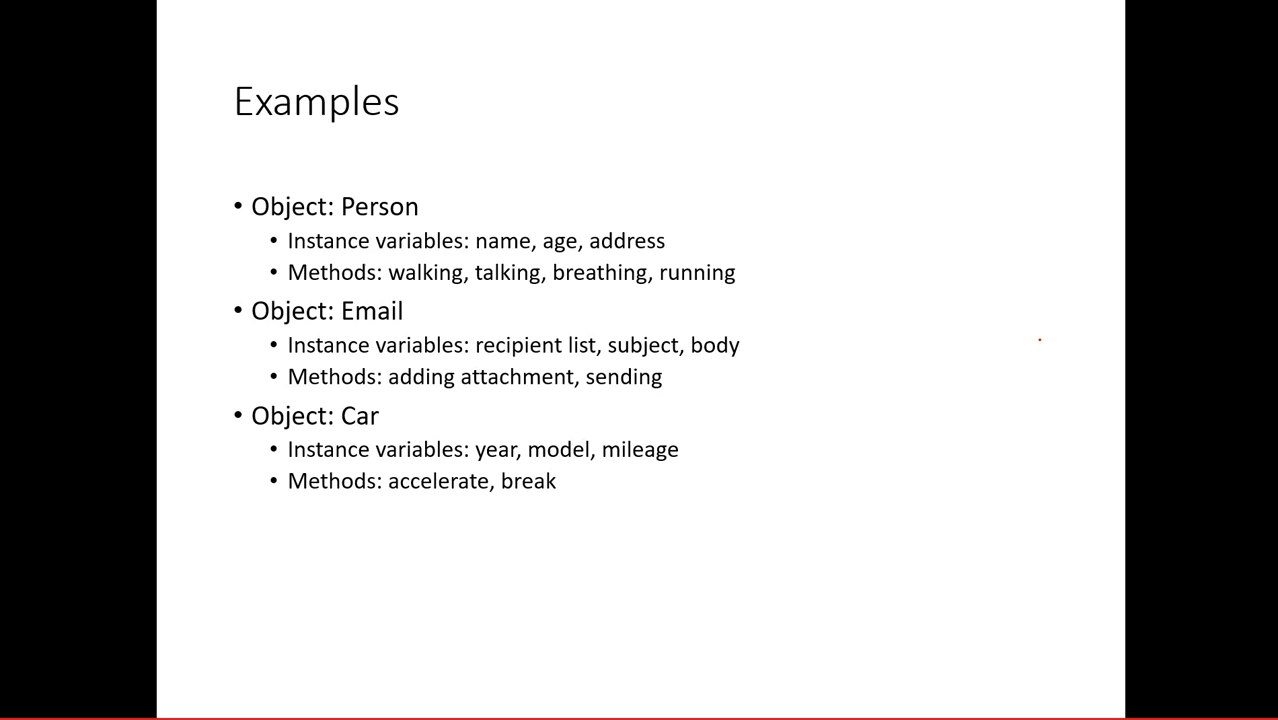 Examples
• Object: Person
• Instance variables: name, age, address
• Methods: walking, talking, breathing, running
• Object: Email
• Instance variables: recipient list, subject, body
• Methods: adding attachment, sending
• Object: Car
• Instance variables: year, model, mileage
• Methods: accelerate, break